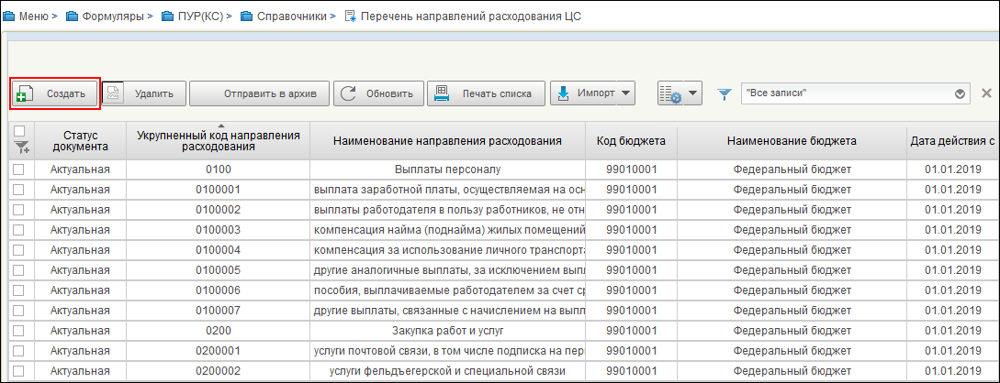 Меню > Формуляры > ПУР(КС) > Справочники > Перечень направлений расходования ЦС
Создать Удалить Отправить в архив Обновить Печать списка Импорт "Все записи"
Статус документа Укрупненный код направления расходования Наименование направления расходования Код бюджета Наименование бюджета Дата действия с
Актуальная 0100 Выплаты персоналу 99010001 Федеральный бюджет 01.01.2019
Актуальная 0100001 выплата заработной платы, осуществляемая на осн 99010001 Федеральный бюджет 01.01.2019
Актуальная 0100002 выплаты работодателя в пользу работников, не отн 99010001 Федеральный бюджет 01.01.2019
Актуальная 0100003 компенсация найма (поднайма) жилых помещений 99010001 Федеральный бюджет 01.01.2019
Актуальная 0100004 компенсация за использование личного транспорта 99010001 Федеральный бюджет 01.01.2019
Актуальная 0100005 другие аналогичные выплаты, за исключением выпл 99010001 Федеральный бюджет 01.01.2019
Актуальная 0100006 пособия, выплачиваемые работодателем за счет ср 99010001 Федеральный бюджет 01.01.2019
Актуальная 0100007 другие выплаты, связанные с начислением на выпл 99010001 Федеральный бюджет 01.01.2019
Актуальная 0200 Закупка работ и услуг 99010001 Федеральный бюджет 01.01.2019
Актуальная 0200001 услуги почтовой связи, в том числе подписка на пер 99010001 Федеральный бюджет 01.01.2019
Актуальная 0200002 услуги фельдъегерской и специальной связи 99010001 Федеральный бюджет 01.01.2019